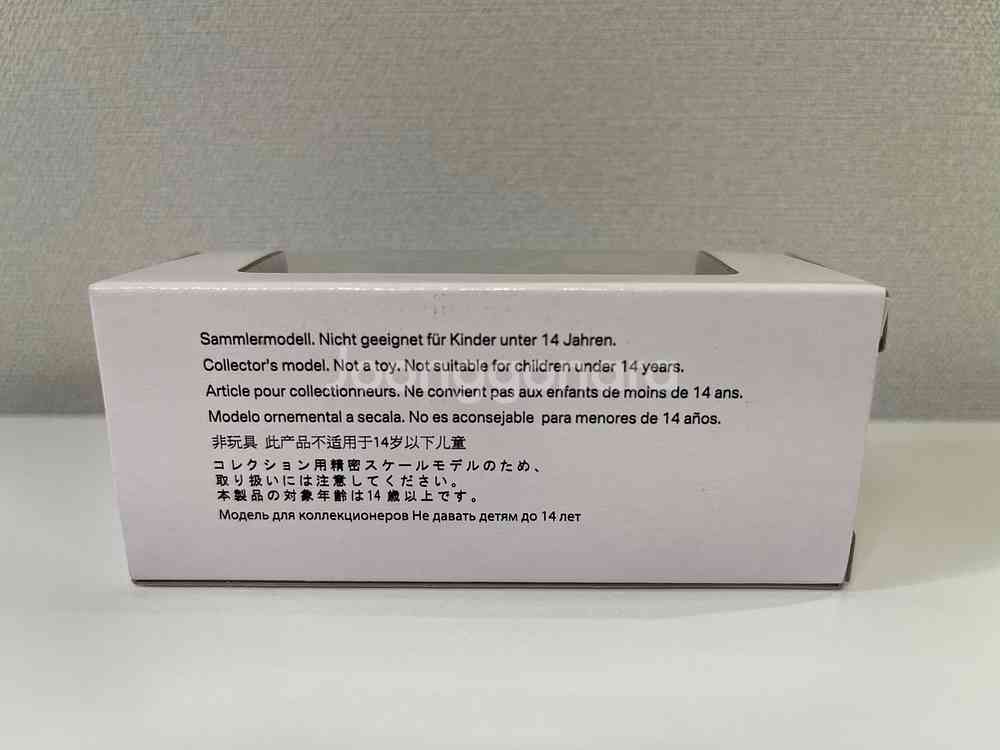 Sammlermodell. Nicht geeignet für Kinder unter 14 Jahren.
Collector's model. Not a toy. Not suitable for children under 14 years.
Joonggonara
Article pour collectionneurs. Ne convient pas aux enfants de moins de 14 ans.
Modelo ornemental a secala. No es aconsejable para menores de 14 años.
非玩具 此产品不适用于14岁以下儿童
コレクション用精密スケールモデルのため、
取り扱いには注意してください。
本製品の対象年齢は14歳以上です。
Модель для коллекционеров Не давать детям до 14 лет